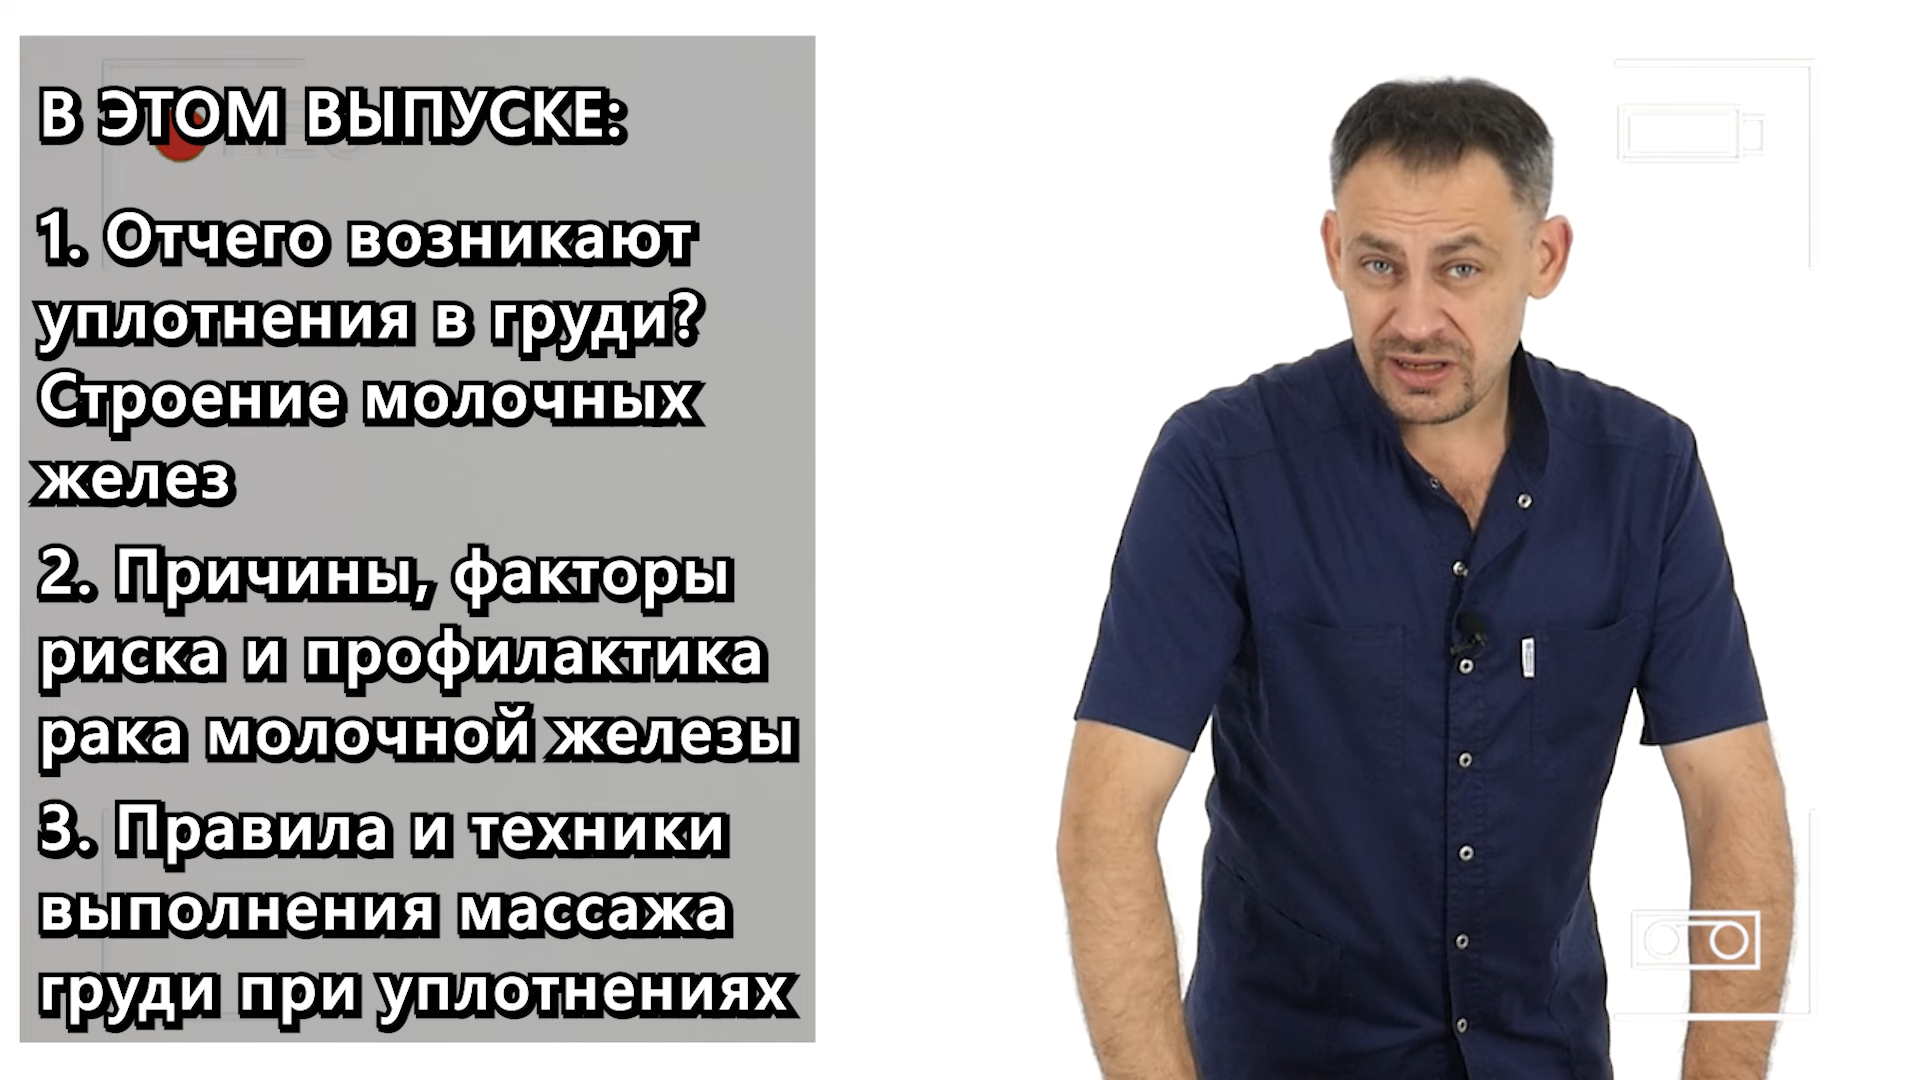 В ЭТОМ ВЫПУСКЕ:
1. Отчего возникают
уплотнения в груди?
Строение молочных
желез
2. Причины, факторы
риска и профилактика
рака молочной железы
3. Правила и техники
выполнения массажа
груди при уплотнениях